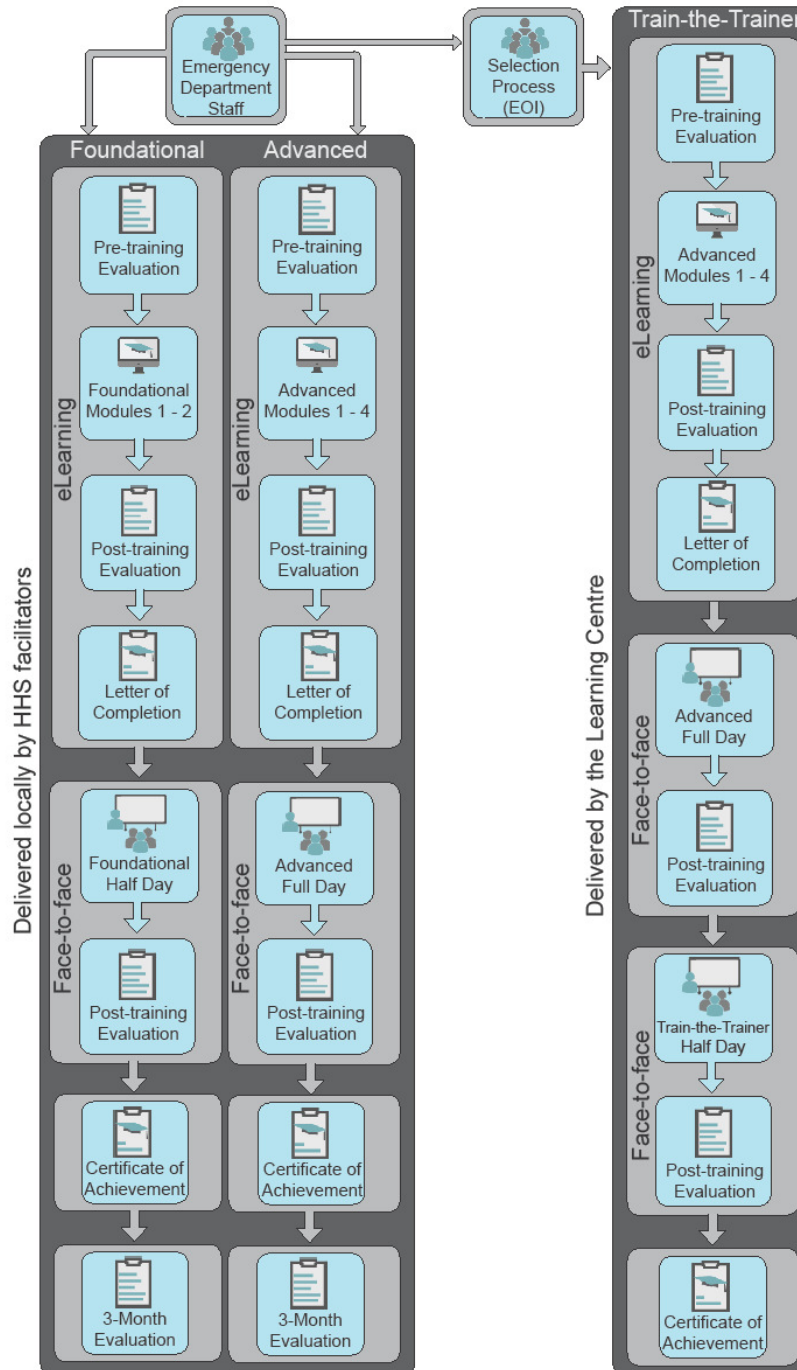 Emergency
Department
Staff
Selection
Process
(EOI)
Delivered locally by HHS facilitators
Foundational
eLearning
Pre-training
Evaluation
Foundational
Modules 1 - 2
Post-training
Evaluation
Letter of
Completion
Face-to-face
Foundational
Half Day
Post-training
Evaluation
Certificate of
Achievement
3-Month
Evaluation
Advanced
eLearning
Pre-training
Evaluation
Advanced
Modules 1 - 4
Post-training
Evaluation
Letter of
Completion
Face-to-face
Advanced
Full Day
Post-training
Evaluation
Certificate of
Achievement
3-Month
Evaluation
Delivered by the Learning Centre
Train-the-Trainer
eLearning
Pre-training
Evaluation
Advanced
Modules 1 - 4
Post-training
Evaluation
Letter of
Completion
Face-to-face
Advanced
Full Day
Post-training
Evaluation
Face-to-face
Train-the-Trainer
Half Day
Post-training
Evaluation
Certificate of
Achievement